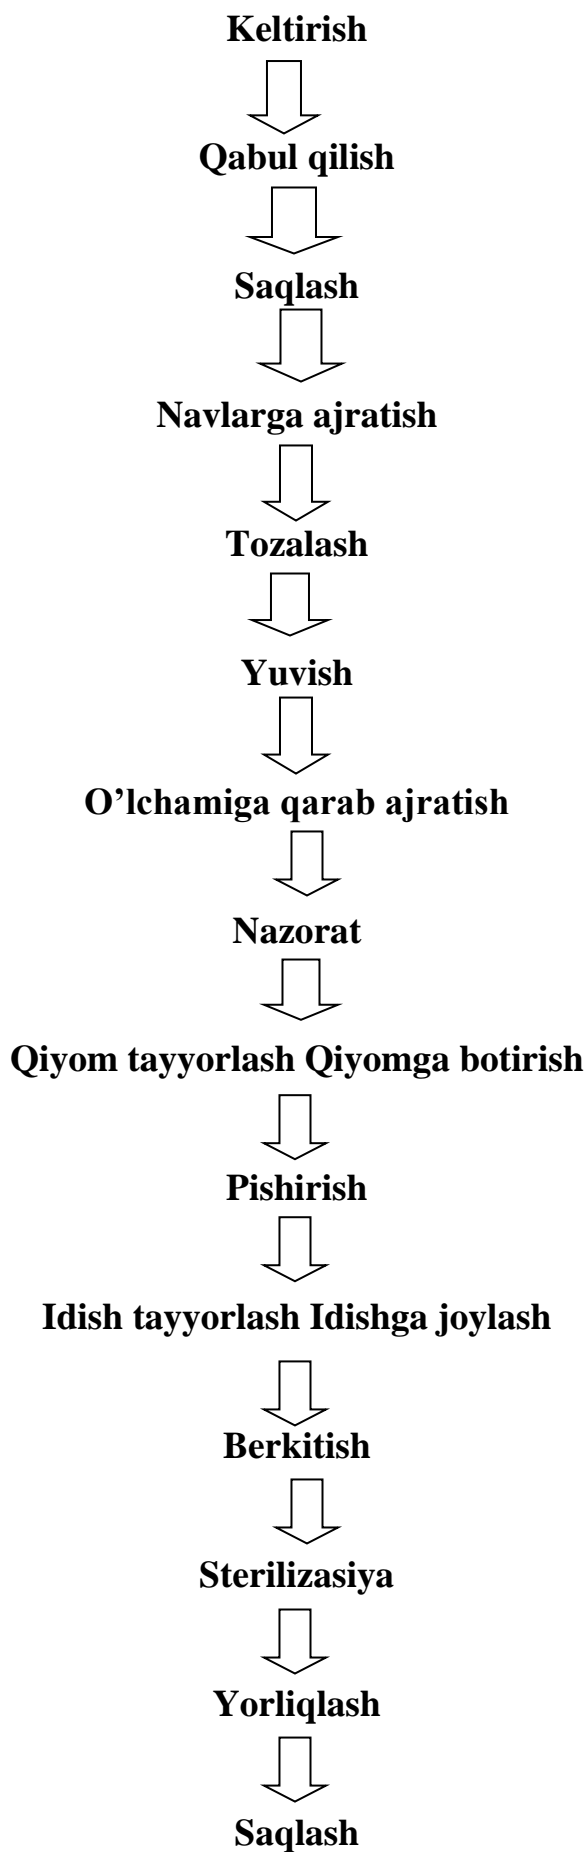 Keltirish
Qabul qilish
Saqlash
Navlarga ajratish
Tozalash
Yuvish
O’lchamiga qarab ajratish
Nazorat
Qiyom tayyorlash Qiyomga botirish
Pishirish
Idish tayyorlash Idishga joylash
Berkitish
Sterilizasiya
Yorliqlash
Saqlash